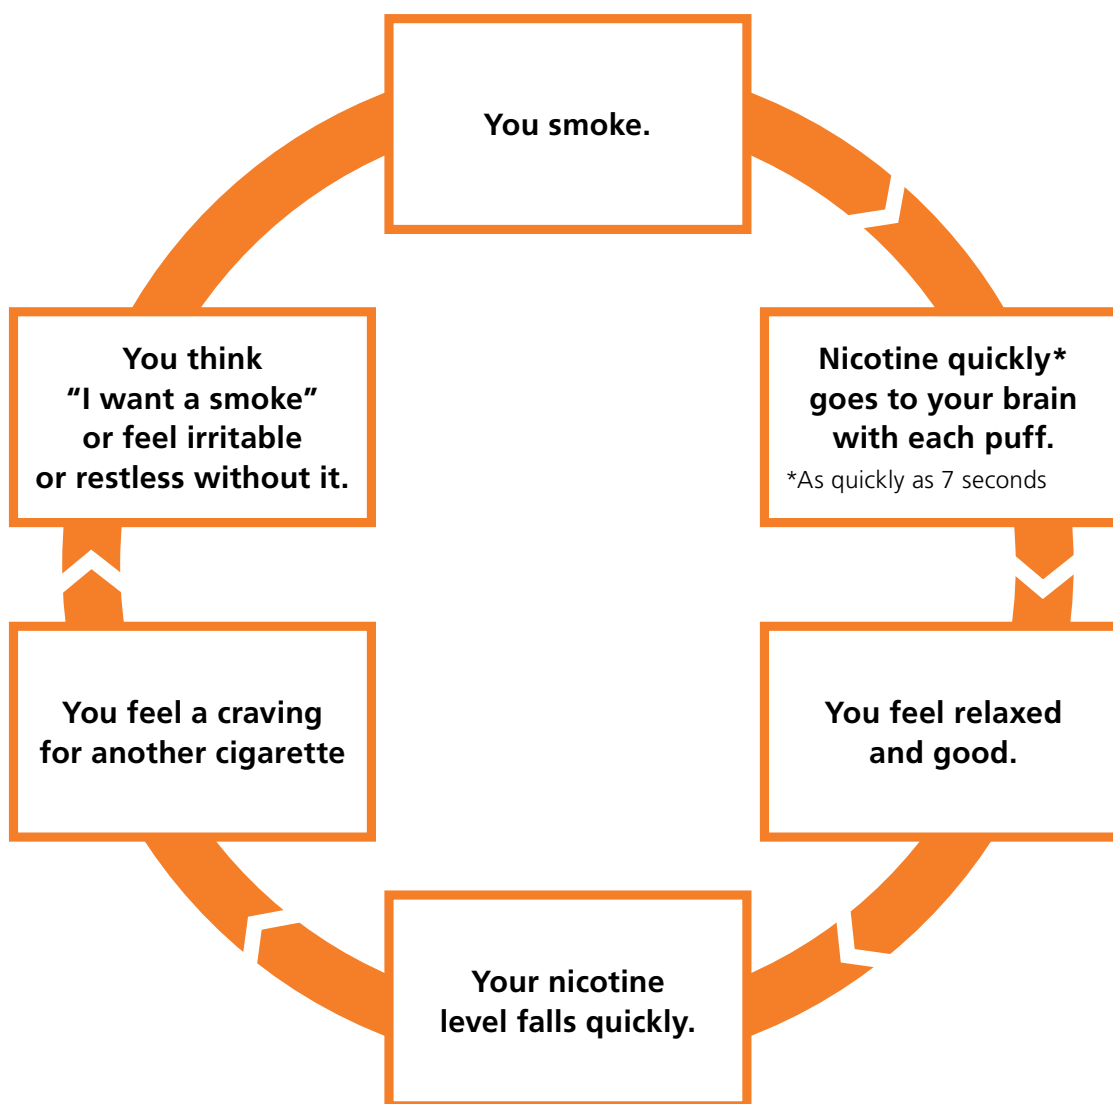 You smoke.
Nicotine quickly*
goes to your brain
with each puff.
*As quickly as 7 seconds
You feel relaxed
and good.
Your nicotine
level falls quickly.
You feel a craving
for another cigarette
You think
“I want a smoke”
or feel irritable
or restless without it.